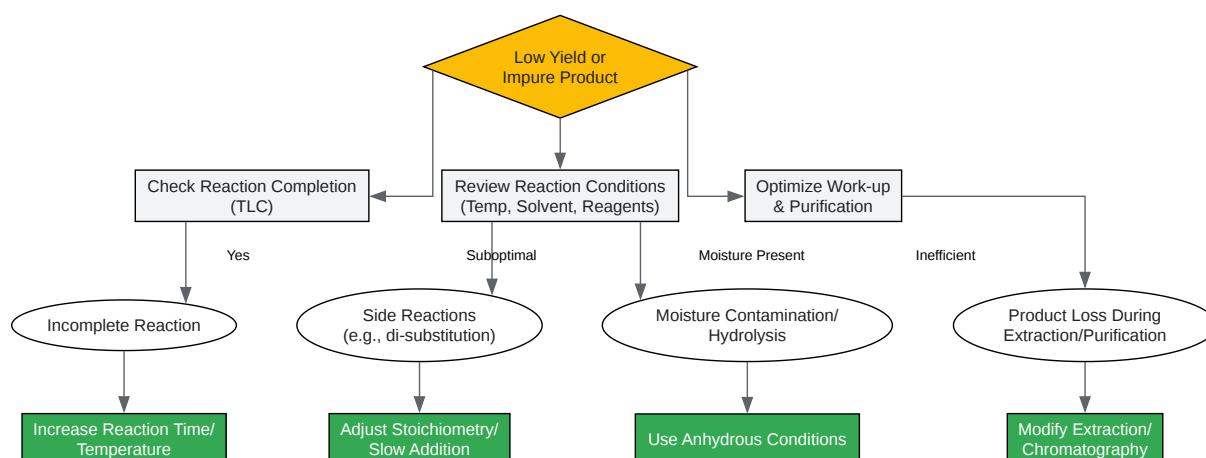 Low Yield or
Impure Product
Check Reaction Completion
(TLC)
Review Reaction Conditions
(Temp, Solvent, Reagents)
Optimize Work-up
& Purification
Yes
Suboptimal
Moisture Present
Inefficient
Incomplete Reaction
Side Reactions
(e.g., di-substitution)
Moisture Contamination/
Hydrolysis
Product Loss During
Extraction/Purification
Increase Reaction Time/
Temperature
Adjust Stoichiometry/
Slow Addition
Use Anhydrous Conditions
Modify Extraction/
Chromatography